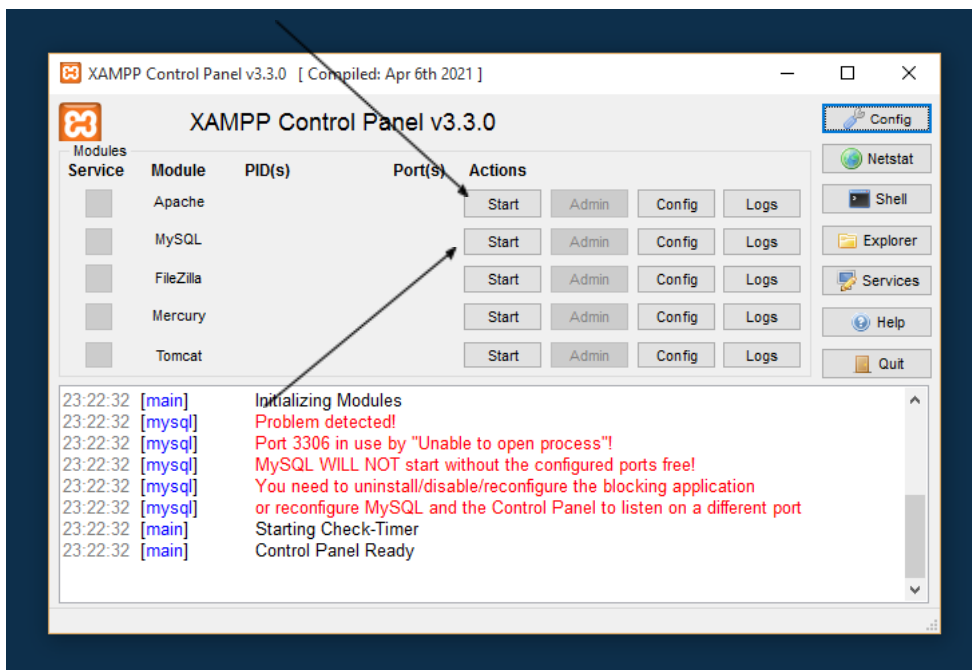 XAMPP Control Panel v3.3.0 [ Compiled: Apr 6th 2021 ]
XAMPP Control Panel v3.3.0
Config
Modules
Netstat
Service Module PID(s) Port(s) Actions
Apache Start Admin Config Logs
Shell
MySQL Start Admin Config Logs
Explorer
FileZilla Start Admin Config Logs
Services
Mercury Start Admin Config Logs
Help
Tomcat Start Admin Config Logs
Quit
23:22:32 [main] Initializing Modules
23:22:32 [mysql] Problem detected!
23:22:32 [mysql] Port 3306 in use by "Unable to open process"!
23:22:32 [mysql] MySQL WILL NOT start without the configured ports free!
23:22:32 [mysql] You need to uninstall/disable/reconfigure the blocking application
23:22:32 [mysql] or reconfigure MySQL and the Control Panel to listen on a different port
23:22:32 [main] Starting Check-Timer
23:22:32 [main] Control Panel Ready